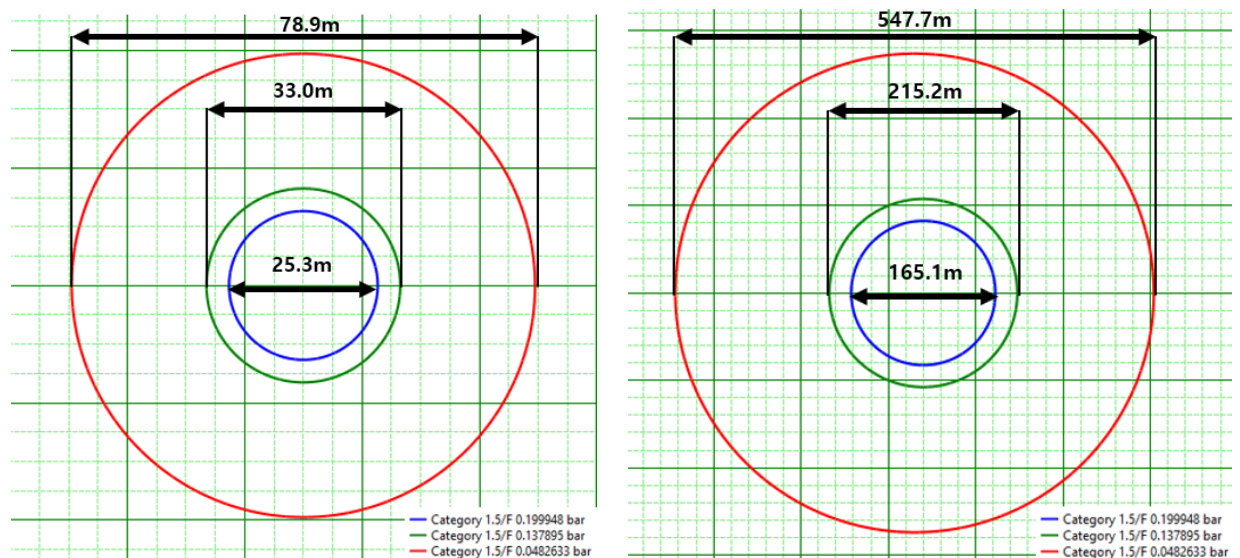 78.9m
33.0m
25.3m
Category 1.5/F 0.199948 bar
Category 1.5/F 0.137895 bar
Category 1.5/F 0.0482633 bar
547.7m
215.2m
165.1m
Category 1.5/F 0.199948 bar
Category 1.5/F 0.137895 bar
Category 1.5/F 0.0482633 bar